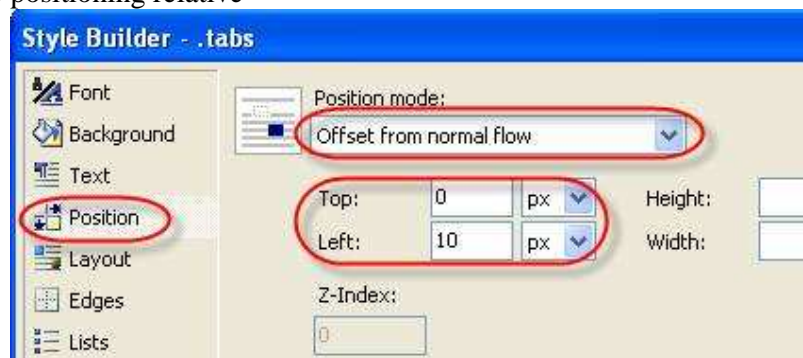 positioning relative
Style Builder - .tabs
Font
Background
Text
Position
Layout
Edges
Lists
Position mode:
Offset from normal flow
Top: 0 px Height:
Left: 10 px Width:
Z-Index:
0